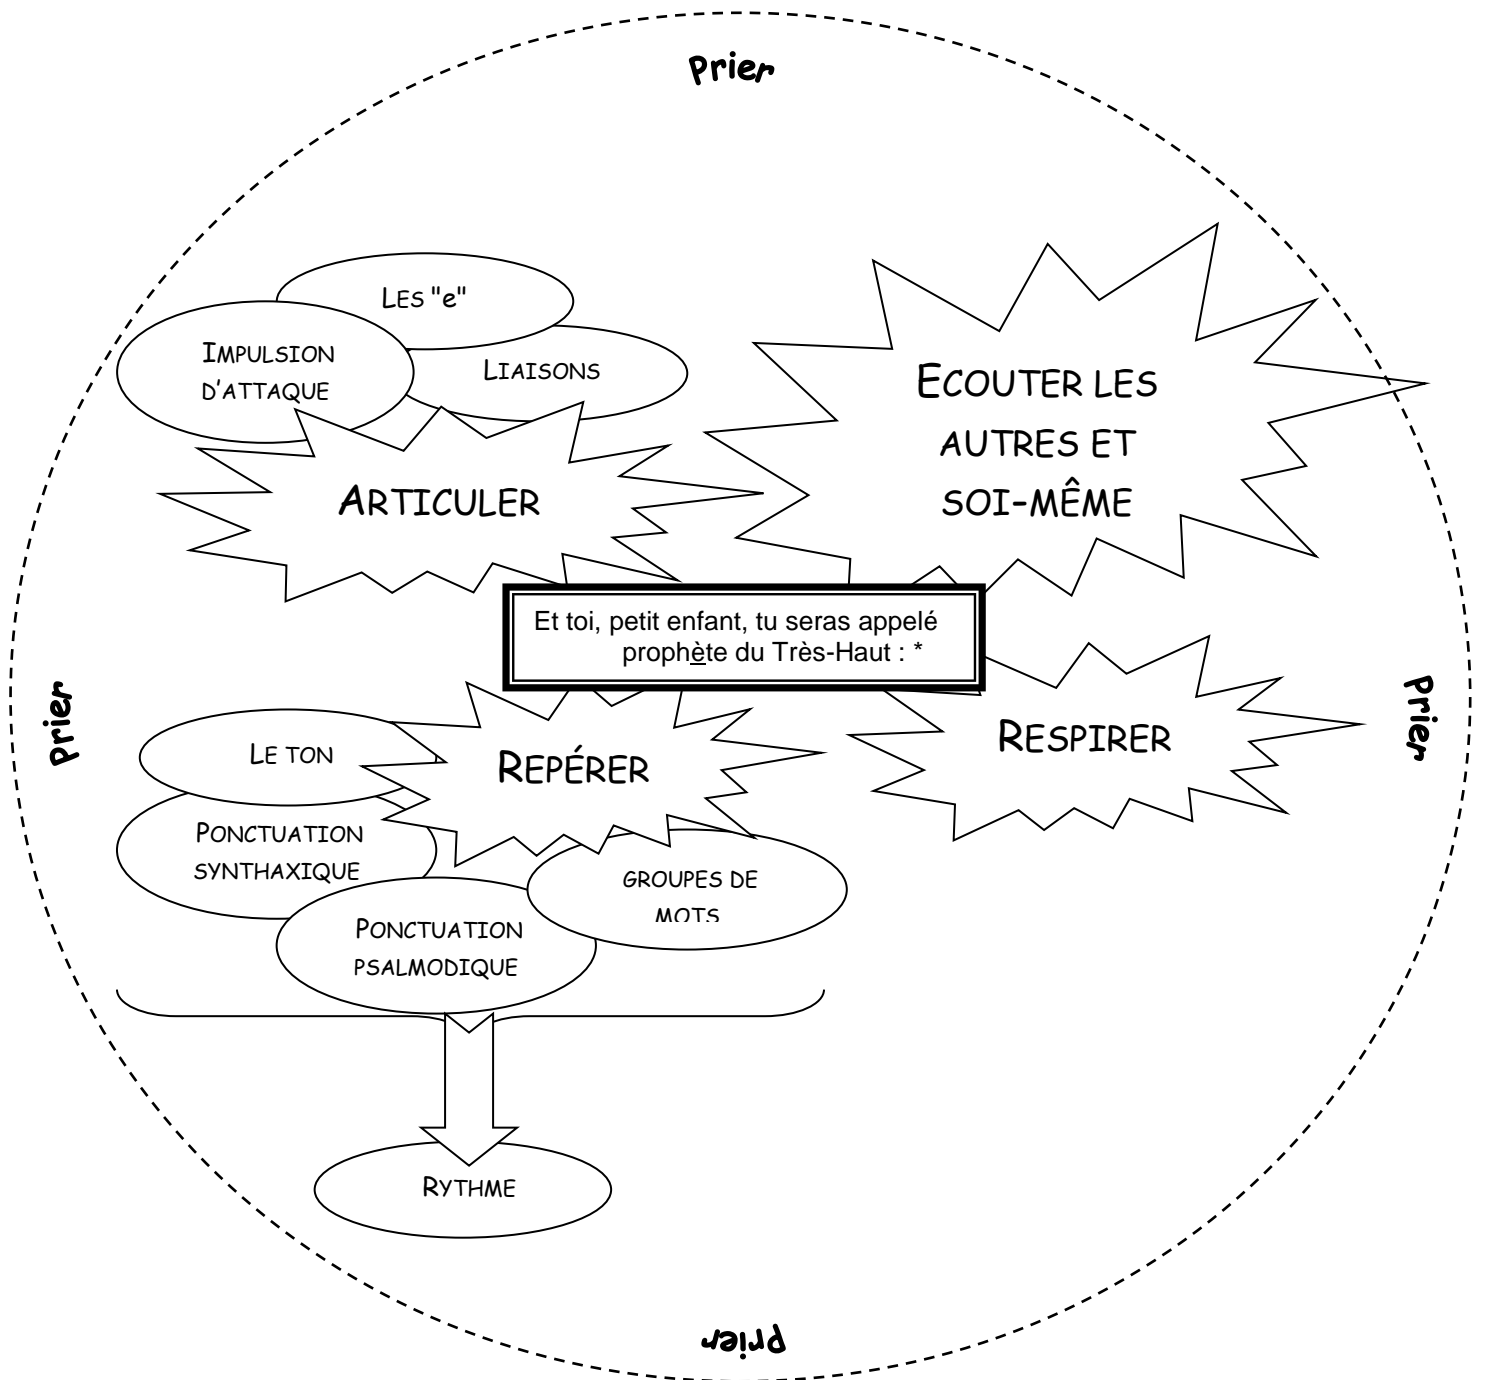 Prier
LES "e"
IMPULSION
D'ATTAQUE
LIAISONS
ECOUTER LES
AUTRES ET
SOI-MÊME
ARTICULER
Et toi, petit enfant, tu seras appelé
prophète du Très-Haut : *
Prier
Prier
RESPIRER
REPÉRER
LE TON
PONCTUATION
SYNTHAXIQUE
GROUPES DE
MOTS
PONCTUATION
PSALMODIQUE
RYTHME
Prier